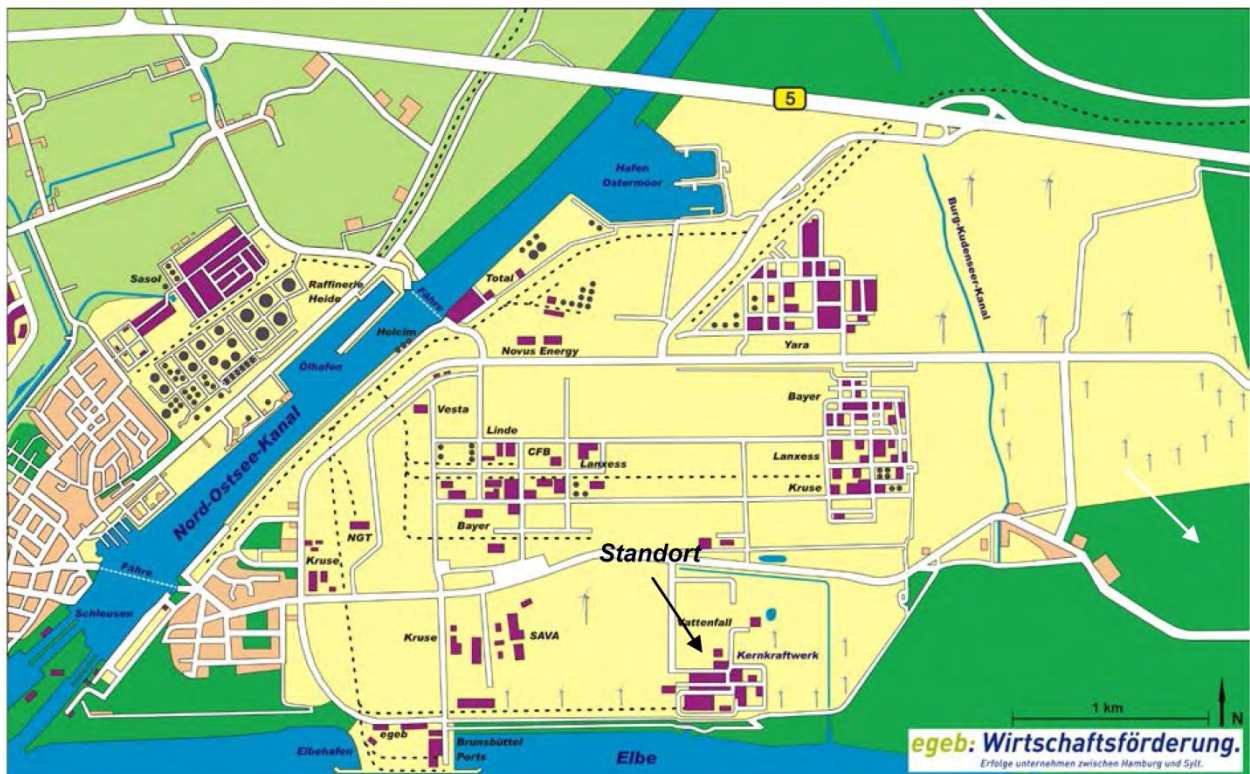 5
Hafen
Ostermoor
Burg-Kudenseer-Kanal
Sasol
Raffinerie
Heide
Total
Fähre
Holcim
Ölhafen
Novus Energy
Yara
Nord-Ostsee-Kanal
Vesta
Bayer
Linde
CFB
Lanxess
Lanxess
Kruse
Bayer
NGT
Kruse
Standort
Fähre
Schleusen
Kruse
SAVA
Vattenfall
Kernkraftwerk
egeb
Elbehafen
Brunsbüttel
Ports
Elbe
1 km
N
egeb: Wirtschaftsförderung.
Erfolge unternehmen zwischen Hamburg und Sylt.